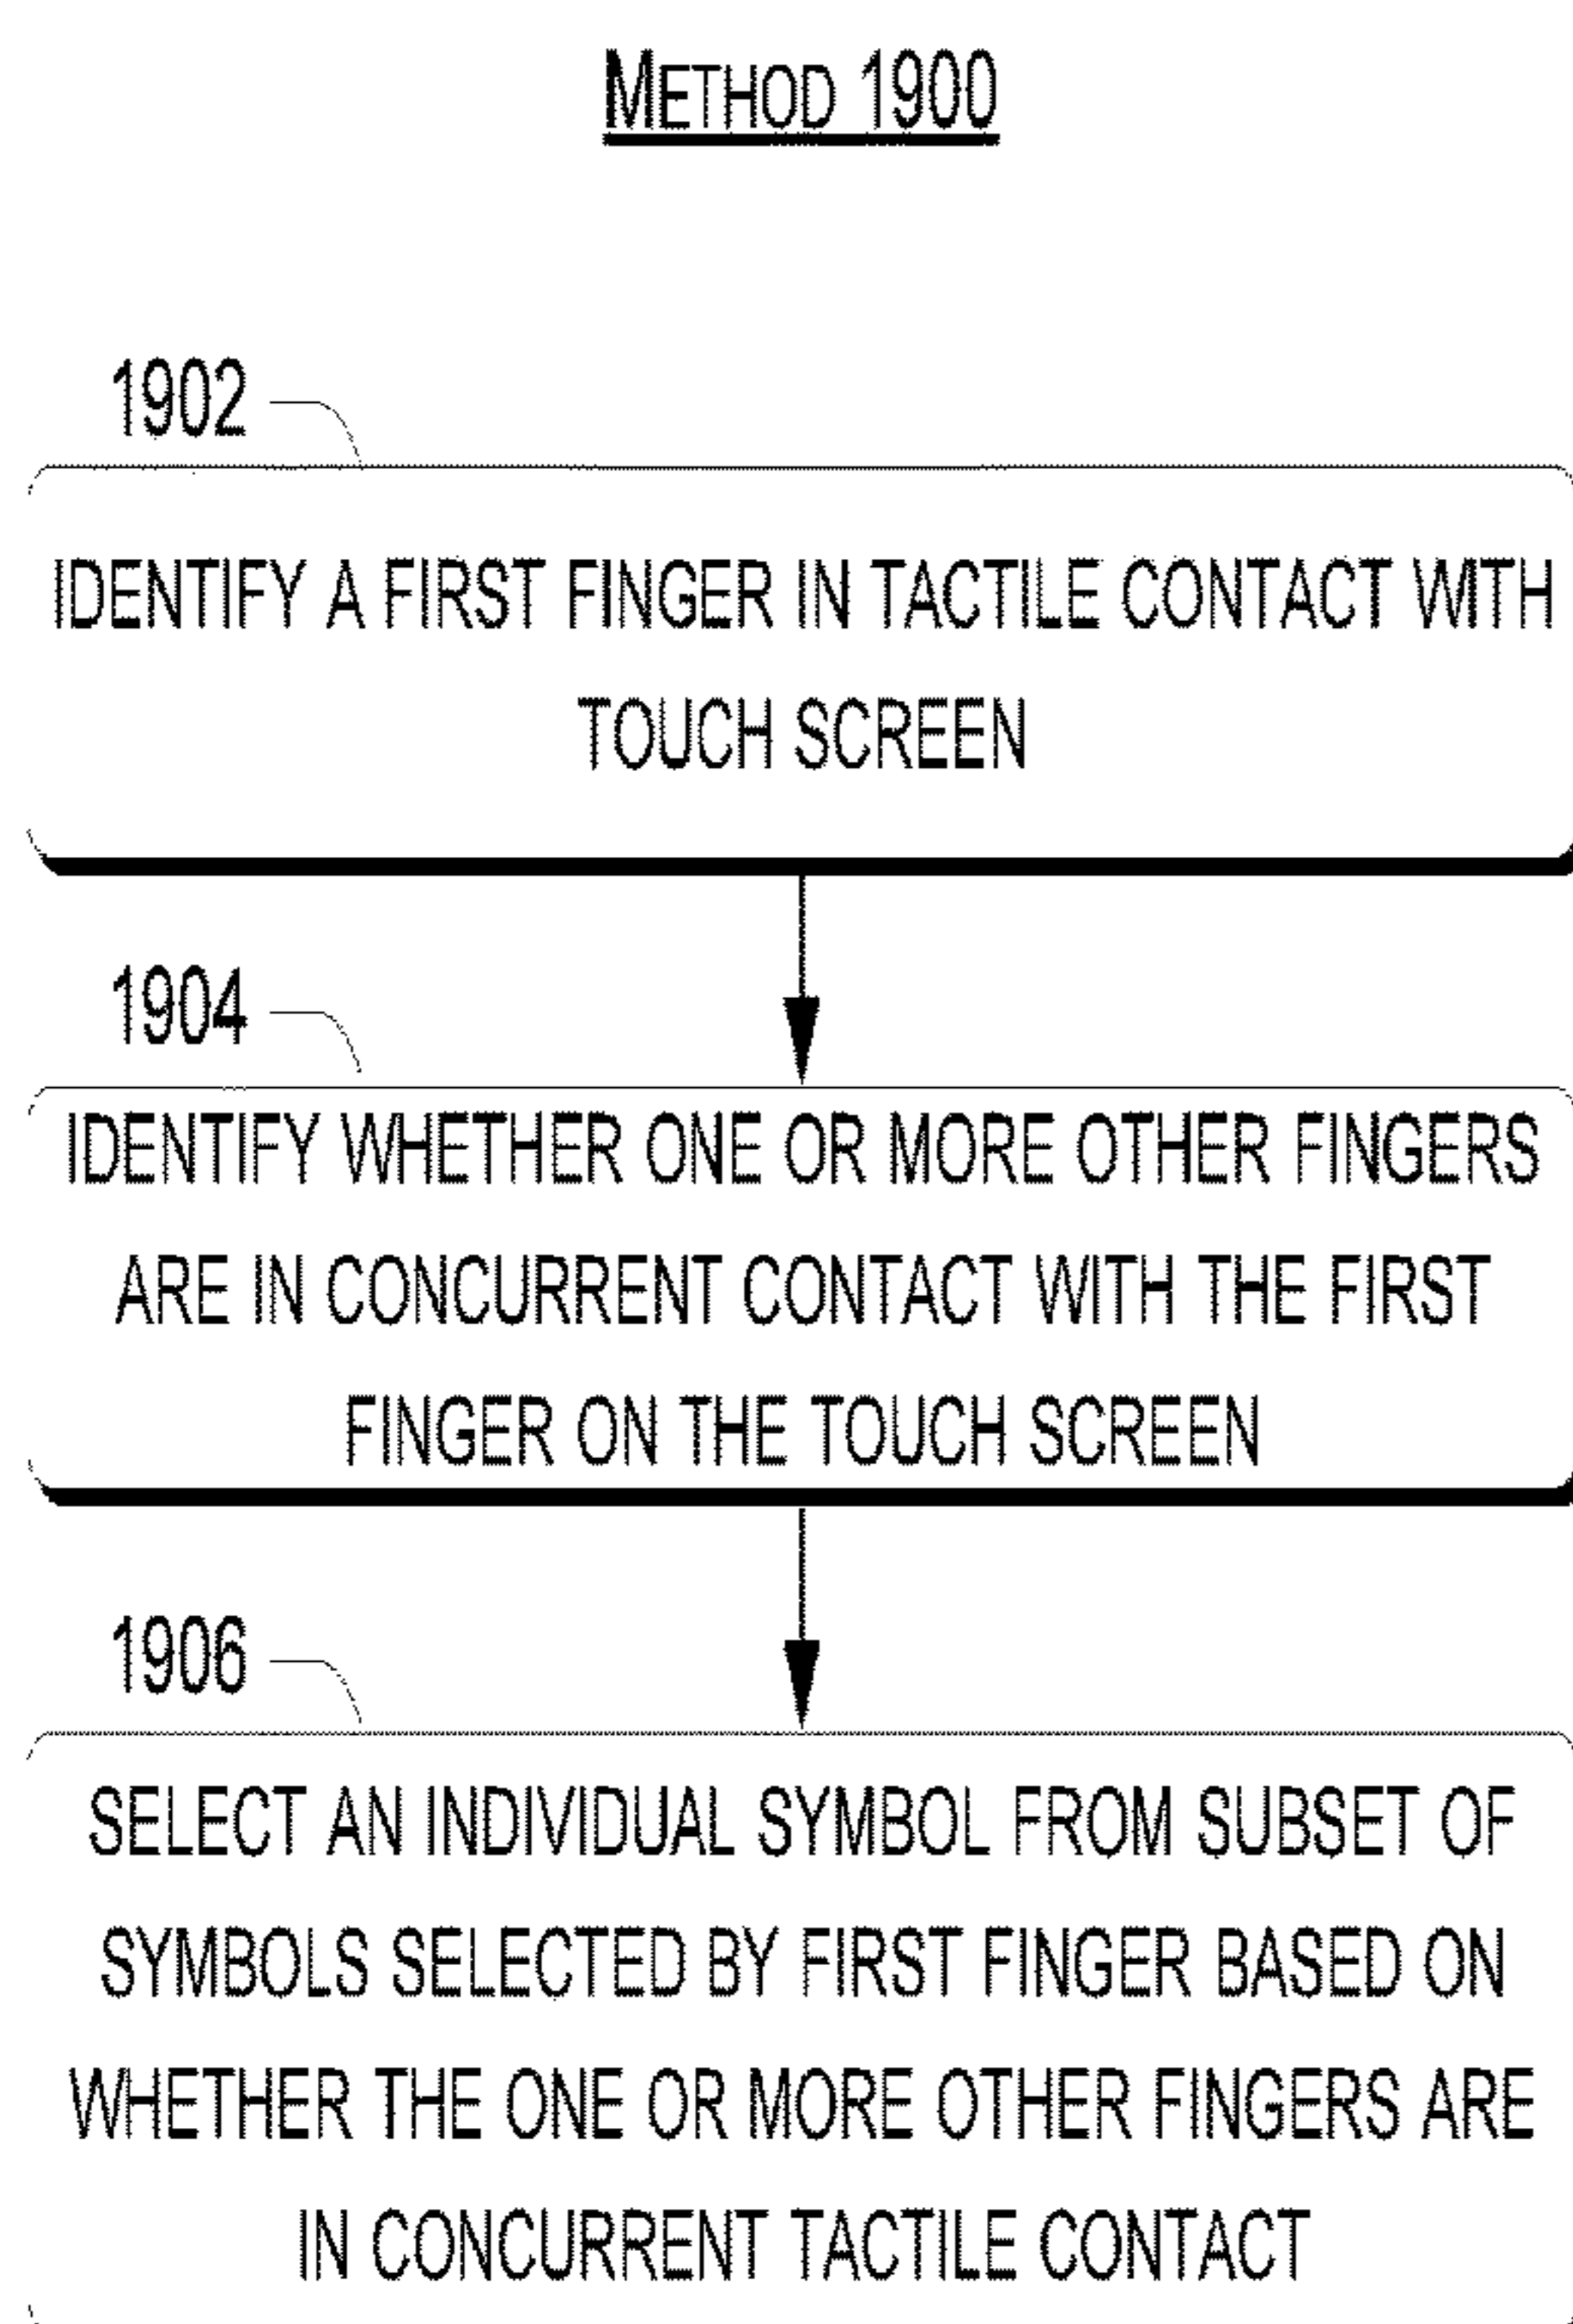 METHOD 1900
1902
IDENTIFY A FIRST FINGER IN TACTILE CONTACT WITH
TOUCH SCREEN
1904
IDENTIFY WHETHER ONE OR MORE OTHER FINGERS
ARE IN CONCURRENT CONTACT WITH THE FIRST
FINGER ON THE TOUCH SCREEN
1906
SELECT AN INDIVIDUAL SYMBOL FROM SUBSET OF
SYMBOLS SELECTED BY FIRST FINGER BASED ON
WHETHER THE ONE OR MORE OTHER FINGERS ARE
IN CONCURRENT TACTILE CONTACT